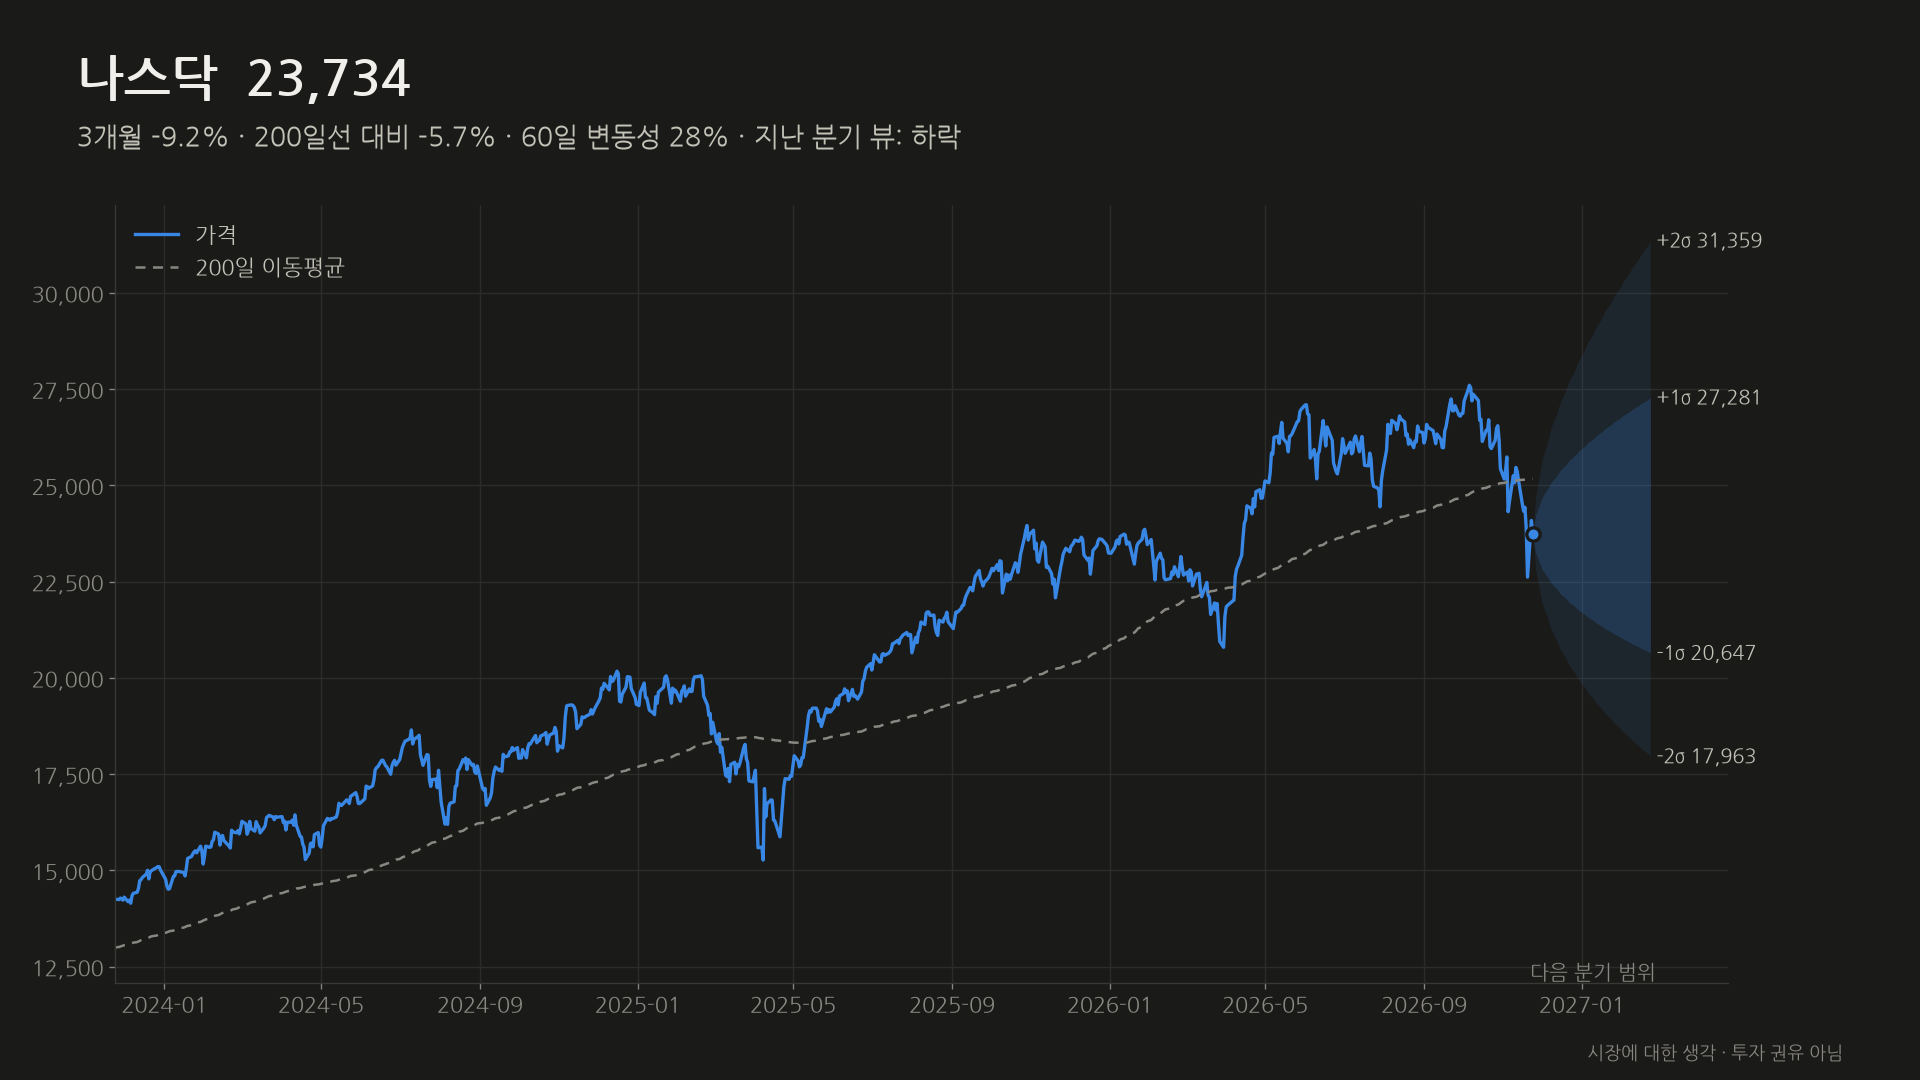 나스닥 23,734
3개월 -9.2% · 200일선 대비 -5.7% · 60일 변동성 28% · 지난 분기 뷰: 하락
가격
200일 이동평균
+2σ 31,359
30,000
27,500
+1σ 27,281
25,000
22,500
-1σ 20,647
20,000
17,500
-2σ 17,963
15,000
12,500
다음 분기 범위
2024-01 2024-05 2024-09 2025-01 2025-05 2025-09 2026-01 2026-05 2026-09 2027-01
시장에 대한 생각 · 투자 권유 아님